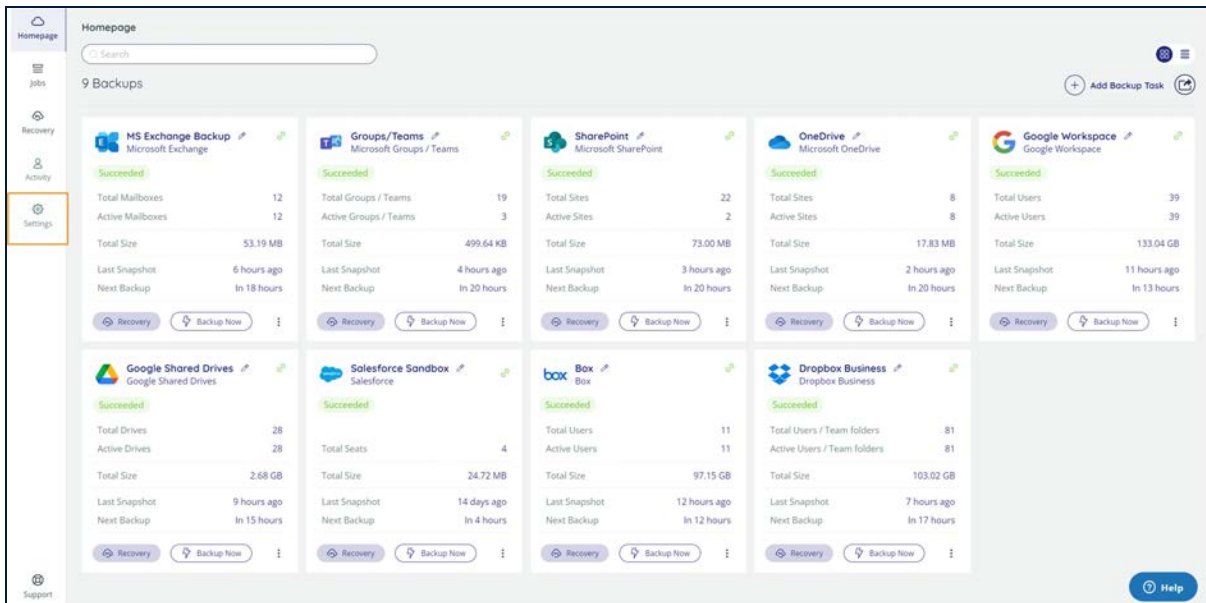 Homepage
Homepage
Search
Jobs
9 Backups
Add Backup Task
Recovery
Activity
Settings
MS Exchange Backup
Microsoft Exchange
Succeeded
Total Mailboxes 12
Active Mailboxes 12
Total Size 53.19 MB
Last Snapshot 6 hours ago
Next Backup In 18 hours
Recovery Backup Now
Groups/Teams
Microsoft Groups / Teams
Succeeded
Total Groups / Teams 19
Active Groups / Teams 3
Total Size 499.64 KB
Last Snapshot 4 hours ago
Next Backup In 20 hours
Recovery Backup Now
SharePoint
Microsoft SharePoint
Succeeded
Total Sites 22
Active Sites 2
Total Size 73.00 MB
Last Snapshot 3 hours ago
Next Backup In 20 hours
Recovery Backup Now
OneDrive
Microsoft OneDrive
Succeeded
Total Sites 8
Active Sites 8
Total Size 17.83 MB
Last Snapshot 2 hours ago
Next Backup In 20 hours
Recovery Backup Now
Google Workspace
Google Workspace
Succeeded
Total Users 39
Active Users 39
Total Size 133.04 GB
Last Snapshot 11 hours ago
Next Backup In 13 hours
Recovery Backup Now
Google Shared Drives
Google Shared Drives
Succeeded
Total Drives 28
Active Drives 28
Total Size 2.68 GB
Last Snapshot 9 hours ago
Next Backup In 15 hours
Recovery Backup Now
Salesforce Sandbox
Salesforce
Succeeded
Total Seats 4
Total Size 24.72 MB
Last Snapshot 14 days ago
Next Backup In 4 hours
Recovery Backup Now
box Box
Box
Succeeded
Total Users 11
Active Users 11
Total Size 97.15 GB
Last Snapshot 12 hours ago
Next Backup In 12 hours
Recovery Backup Now
Dropbox Business
Dropbox Business
Succeeded
Total Users / Team folders 81
Active Users / Team folders 81
Total Size 103.02 GB
Last Snapshot 7 hours ago
Next Backup In 17 hours
Recovery Backup Now
Support
Help